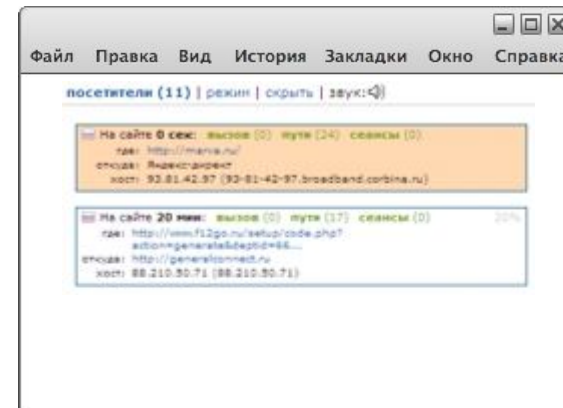 Файл Правка Вид История Закладки Окно Справка
посетители (11) | режим | скрыть | звук:
На сайте 0 сек: вызов (0) пути (24) сеансы (0)
где: http://marva.ru/
откуда: Яндекс-директ
хост: 93.81.42.97 (93-81-42-97.broadband.corbina.ru)
На сайте 20 мин: вызов (0) пути (17) сеансы (0) 20%
где: http://www.f12go.ru/setup/code.php?
action=generate&deptid=66...
откуда: http://generalconnect.ru
хост: 88.210.50.71 (88.210.50.71)